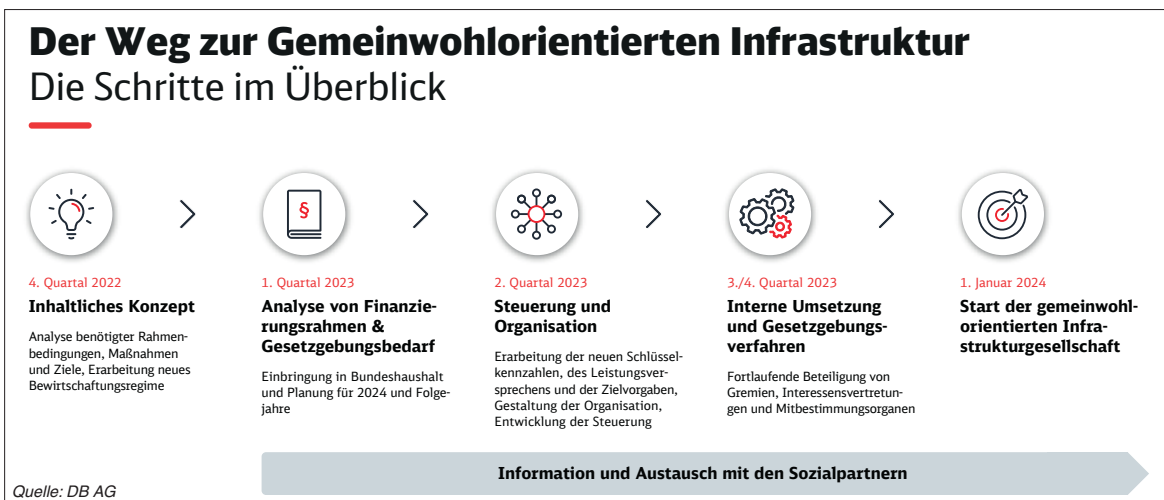 Der Weg zur Gemeinwohlorientierten Infrastruktur
Die Schritte im Überblick
§
4. Quartal 2022
Inhaltliches Konzept
Analyse benötigter Rahmen-
bedingungen, Maßnahmen
und Ziele, Erarbeitung neues
Bewirtschaftungsregime
1. Quartal 2023
Analyse von Finanzie-
rungsrahmen &
Gesetzgebungsbedarf
Einbringung in Bundeshaushalt
und Planung für 2024 und Folge-
jahre
2. Quartal 2023
Steuerung und
Organisation
Erarbeitung der neuen Schlüssel-
kennzahlen, des Leistungsver-
sprechens und der Zielvorgaben,
Gestaltung der Organisation,
Entwicklung der Steuerung
3./4. Quartal 2023
Interne Umsetzung
und Gesetzgebungs-
verfahren
Fortlaufende Beteiligung von
Gremien, Interessensvertretun-
gen und Mitbestimmungsorganen
1. Januar 2024
Start der gemeinwohl-
orientierten Infra-
strukturgesellschaft
Information und Austausch mit den Sozialpartnern
Quelle: DB AG